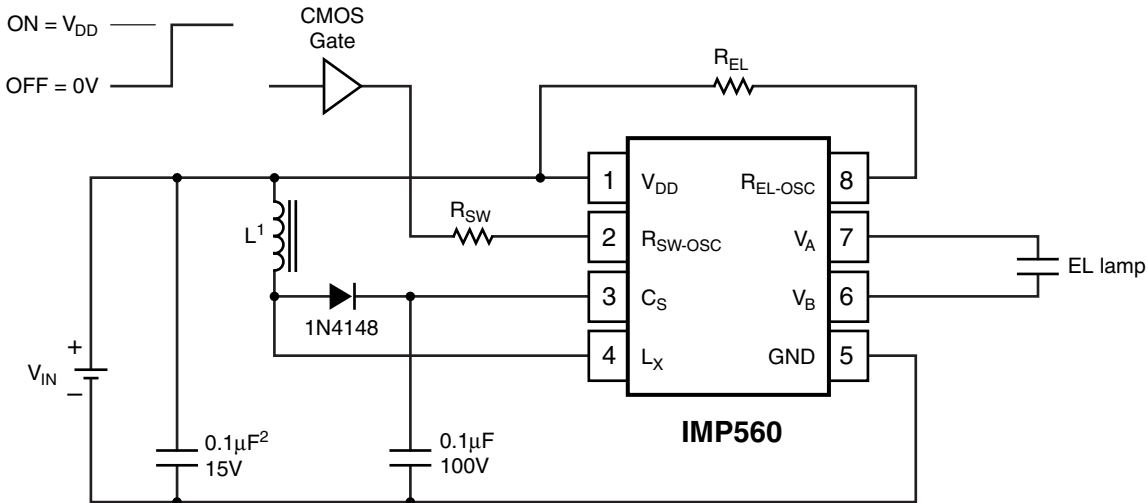 ON = V_DD
OFF = 0V
CMOS
Gate
R_EL
1 V_DD
R_EL-OSC 8
R_SW
2 R_SW-OSC
V_A 7
L¹
EL lamp
3 C_S
V_B 6
1N4148
4 L_X
GND 5
+
V_IN
−
IMP560
0.1μF²
15V
0.1μF
100V